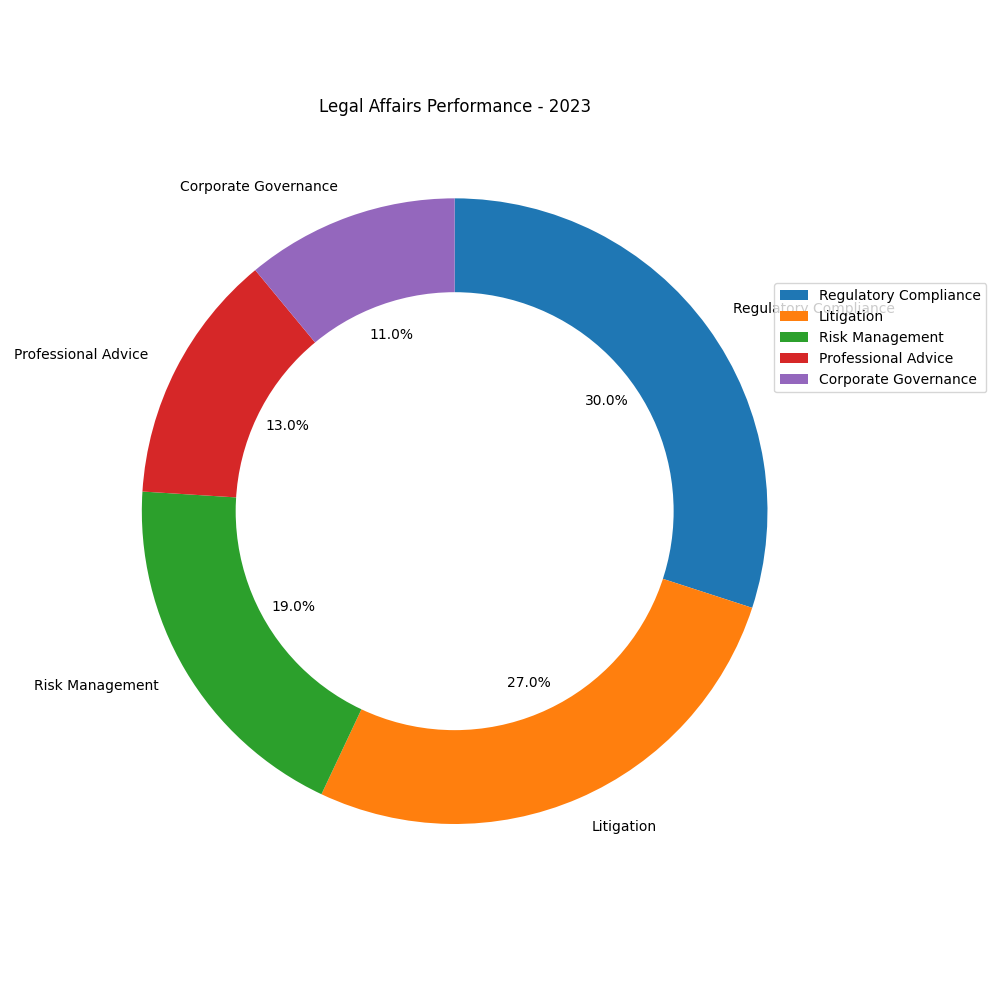 Legal Affairs Performance - 2023
Corporate Governance
Regulatory Compliance
Professional Advice
Risk Management
Litigation
11.0%
30.0%
13.0%
19.0%
27.0%
Regulatory Compliance
Litigation
Risk Management
Professional Advice
Corporate Governance